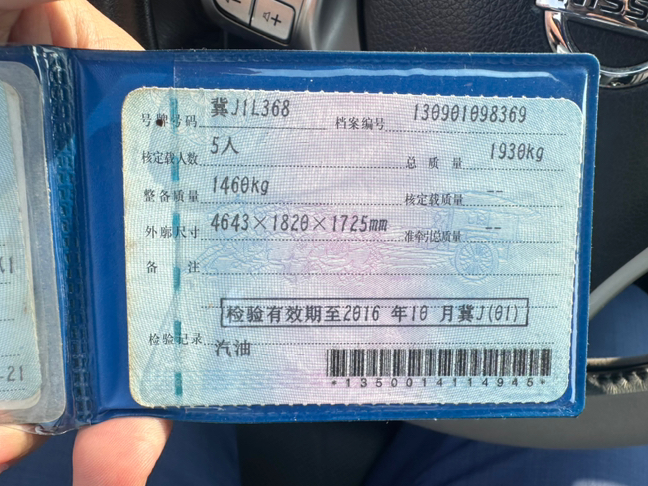 NISSAN
号牌号码 冀J1L368 档案编号 130901098369
核定载人数 5人 总质量 1930kg
整备质量 1460kg 核定载质量 --
外廓尺寸 4643×1820×1725mm 准牵引总质量 --
备注
检验有效期至2016 年10 月冀J(01)
检验记录
汽油
*1350014114945*
-21